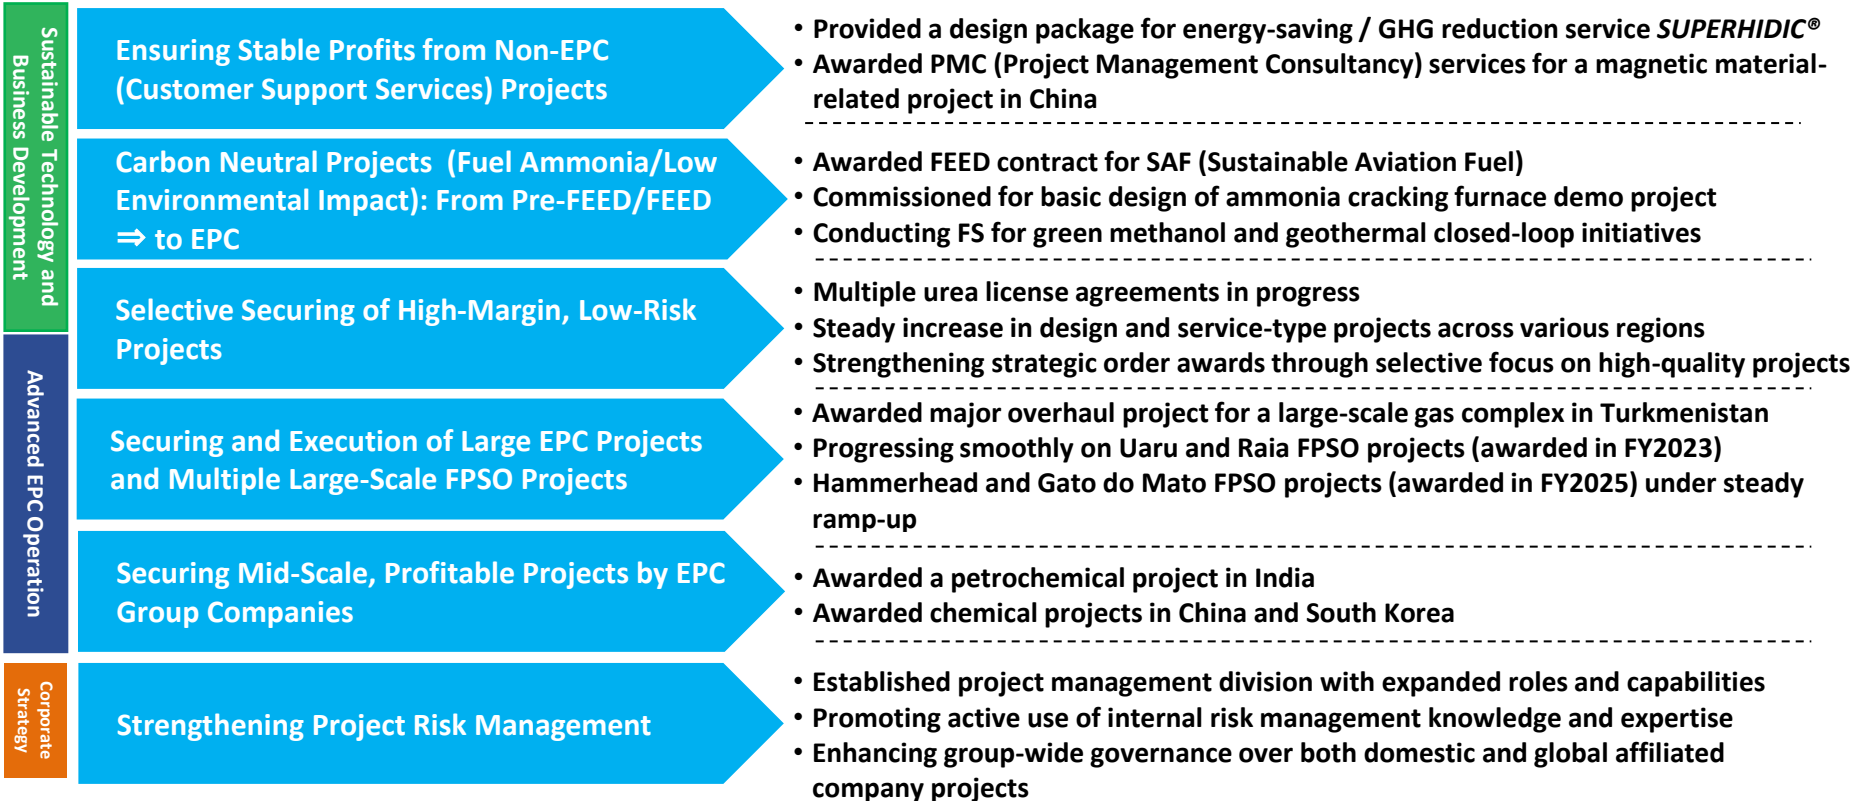 Sustainable Technology and
Business Development
Ensuring Stable Profits from Non-EPC
(Customer Support Services) Projects
• Provided a design package for energy-saving / GHG reduction service SUPERHIDIC®
• Awarded PMC (Project Management Consultancy) services for a magnetic material-
related project in China
Carbon Neutral Projects (Fuel Ammonia/Low
Environmental Impact): From Pre-FEED/FEED
⇒ to EPC
• Awarded FEED contract for SAF (Sustainable Aviation Fuel)
• Commissioned for basic design of ammonia cracking furnace demo project
• Conducting FS for green methanol and geothermal closed-loop initiatives
Selective Securing of High-Margin, Low-Risk
Projects
• Multiple urea license agreements in progress
• Steady increase in design and service-type projects across various regions
• Strengthening strategic order awards through selective focus on high-quality projects
Advanced EPC Operation
Securing and Execution of Large EPC Projects
and Multiple Large-Scale FPSO Projects
• Awarded major overhaul project for a large-scale gas complex in Turkmenistan
• Progressing smoothly on Uaru and Raia FPSO projects (awarded in FY2023)
• Hammerhead and Gato do Mato FPSO projects (awarded in FY2025) under steady
ramp-up
Securing Mid-Scale, Profitable Projects by EPC
Group Companies
• Awarded a petrochemical project in India
• Awarded chemical projects in China and South Korea
Corporate
Strategy
Strengthening Project Risk Management
• Established project management division with expanded roles and capabilities
• Promoting active use of internal risk management knowledge and expertise
• Enhancing group-wide governance over both domestic and global affiliated
company projects